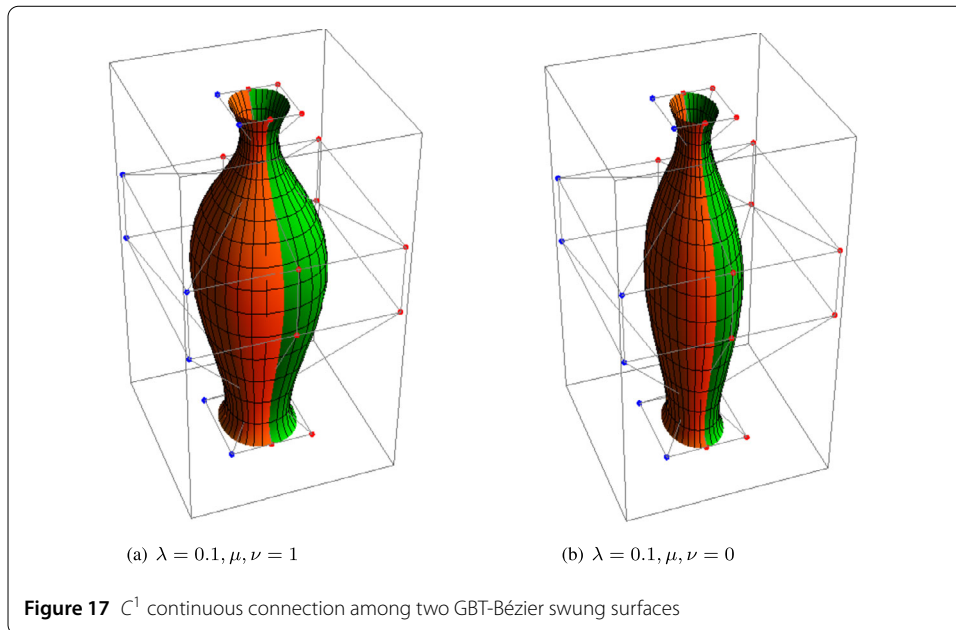 (a) λ = 0.1, μ, ν = 1
(b) λ = 0.1, μ, ν = 0
Figure 17 C¹ continuous connection among two GBT-Bézier swung surfaces